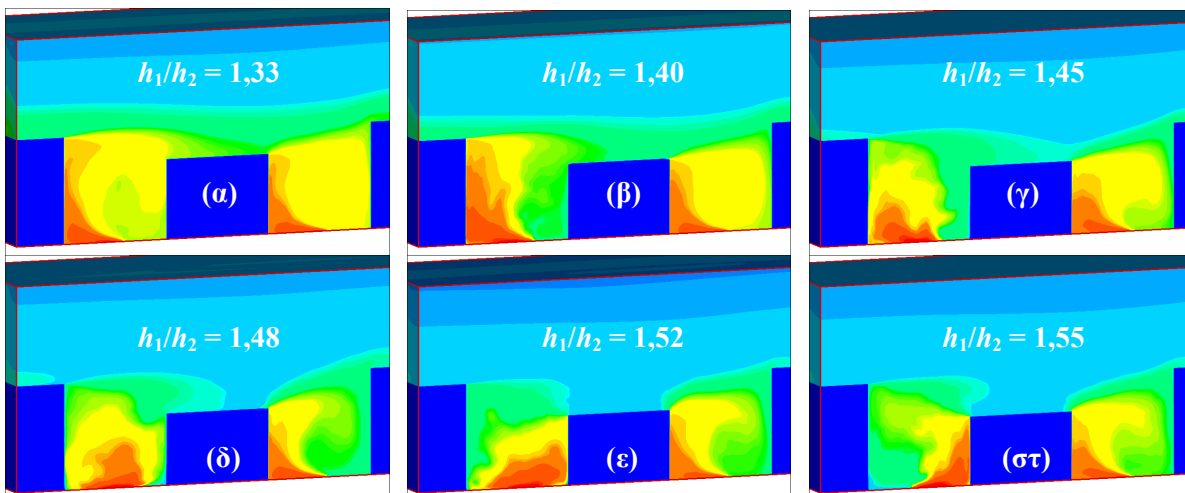 h₁/h₂ = 1,33
(α)
h₁/h₂ = 1,40
(β)
h₁/h₂ = 1,45
(γ)
h₁/h₂ = 1,48
(δ)
h₁/h₂ = 1,52
(ε)
h₁/h₂ = 1,55
(στ)